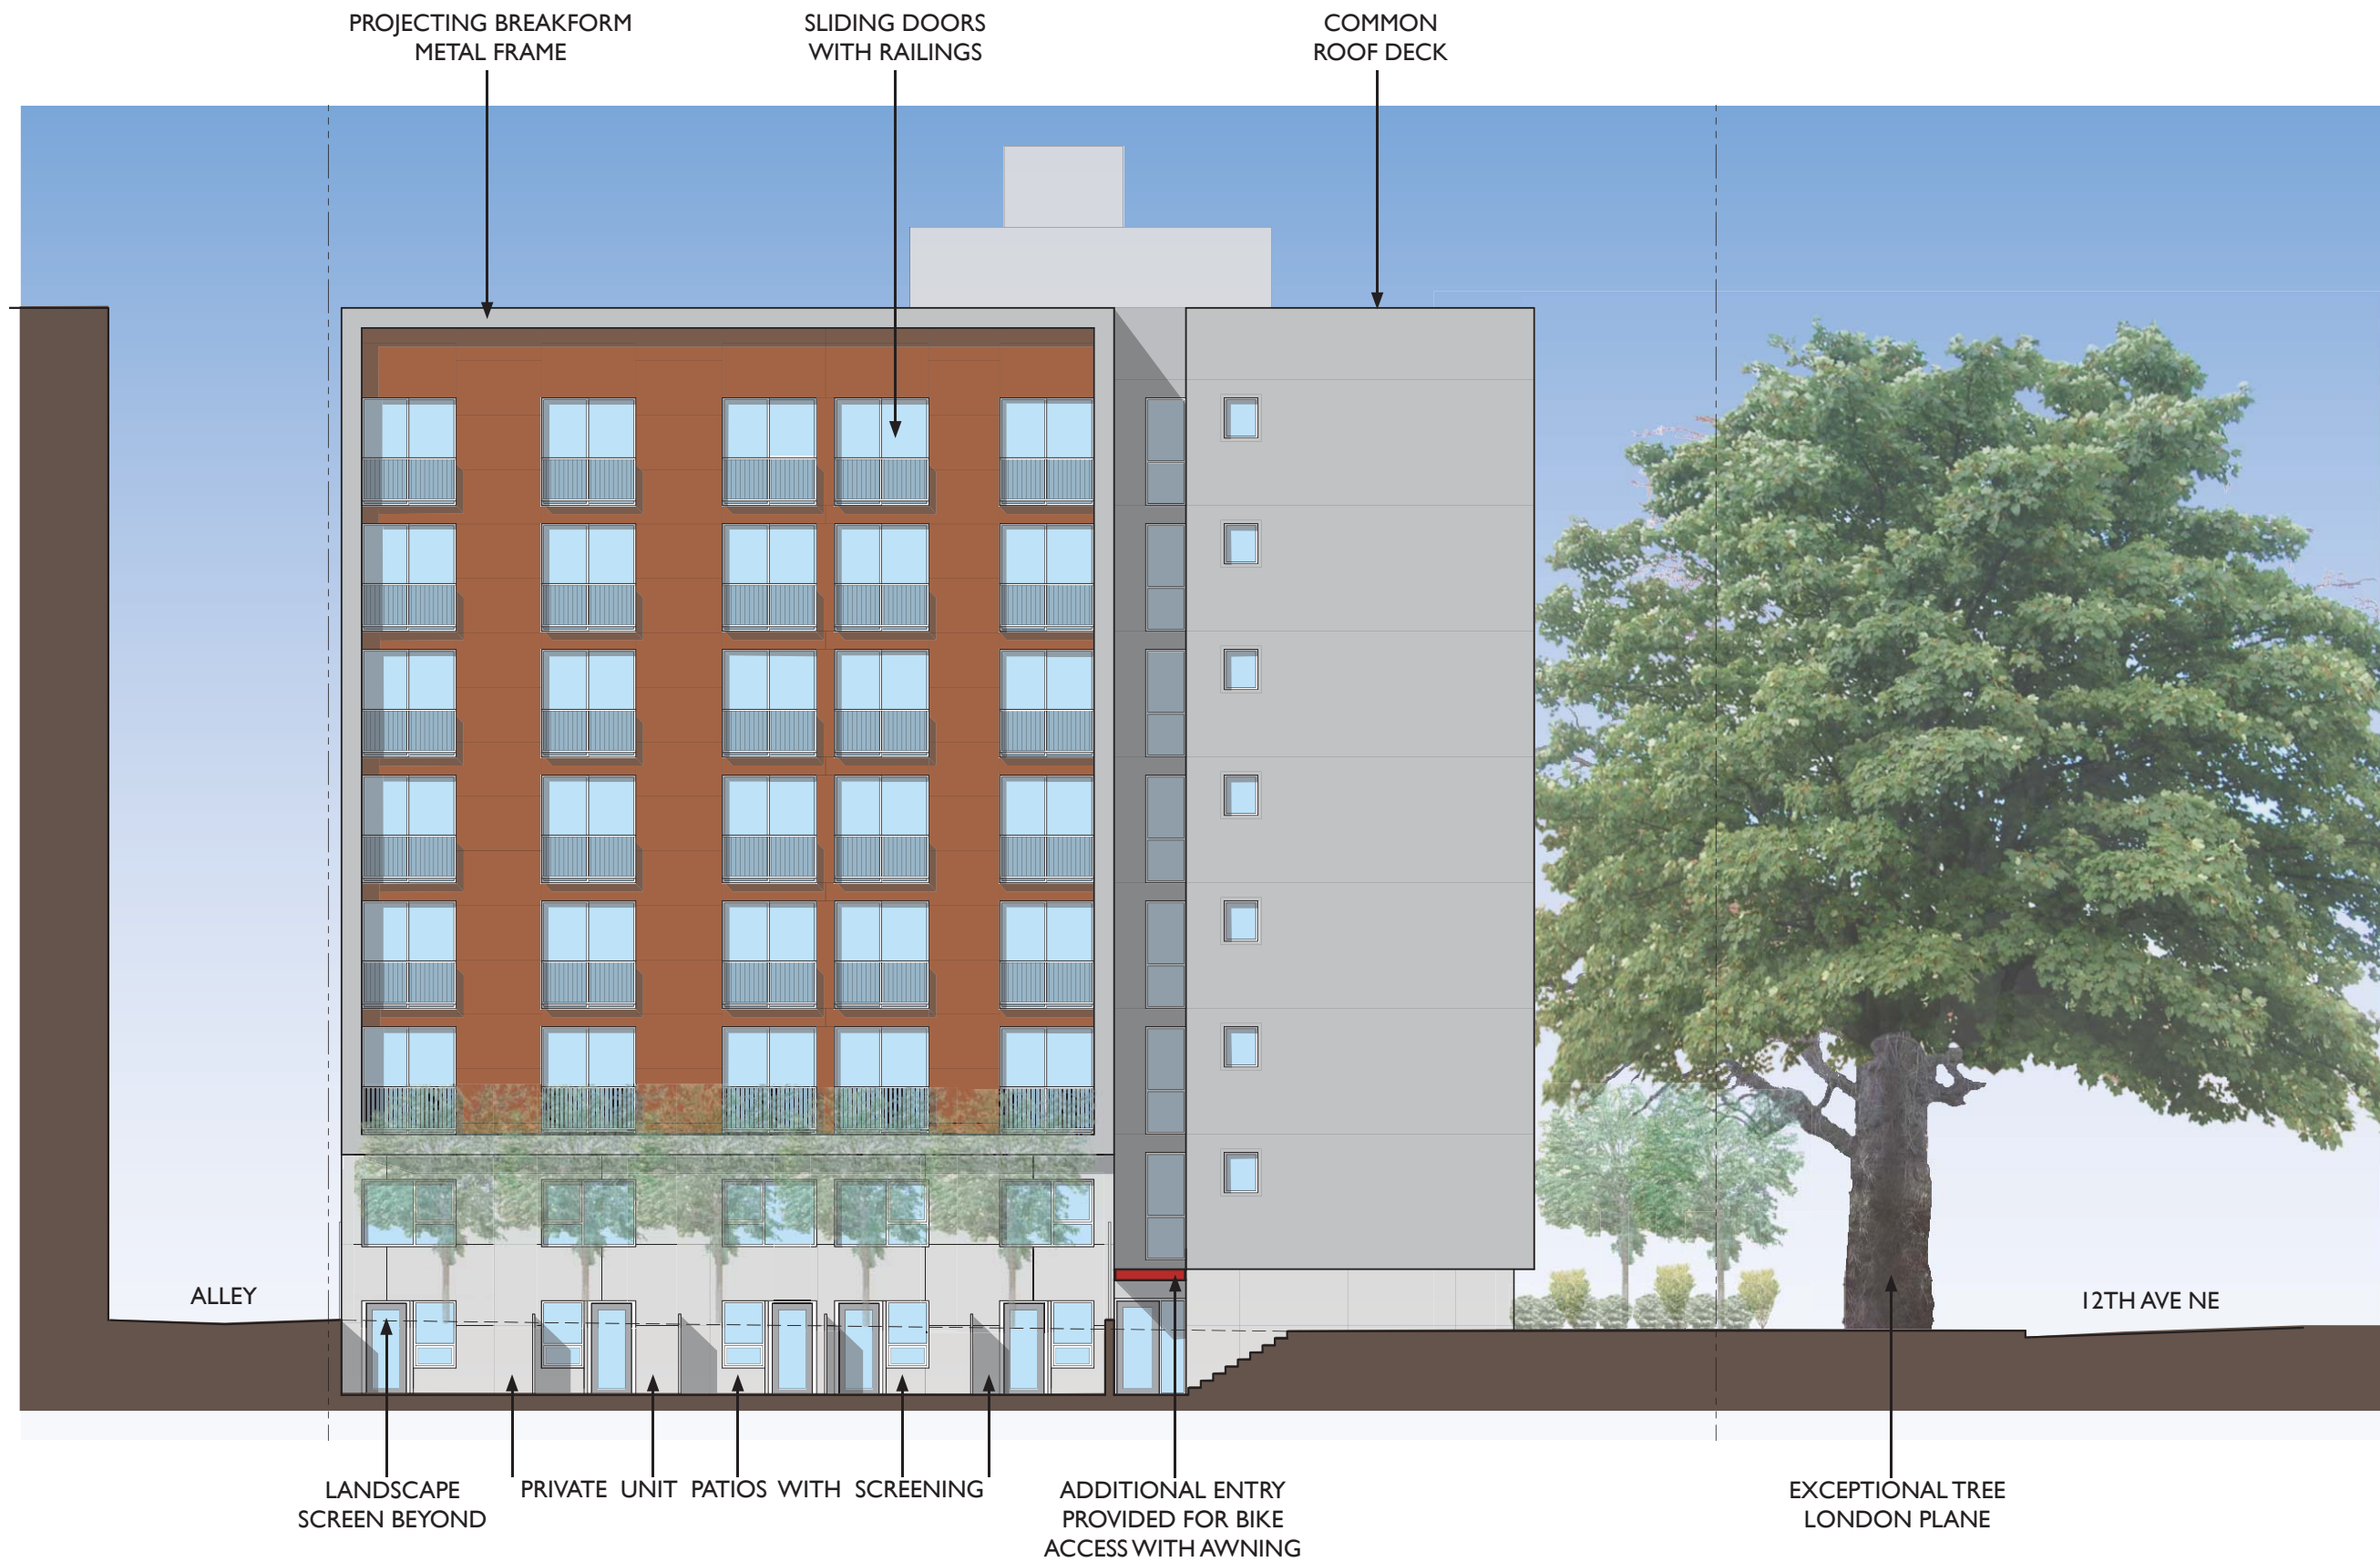 PROJECTING BREAKFORM
METAL FRAME
SLIDING DOORS
WITH RAILINGS
COMMON
ROOF DECK
ALLEY
12TH AVE NE
LANDSCAPE
SCREEN BEYOND
PRIVATE UNIT PATIOS WITH SCREENING
ADDITIONAL ENTRY
PROVIDED FOR BIKE
ACCESS WITH AWNING
EXCEPTIONAL TREE
LONDON PLANE